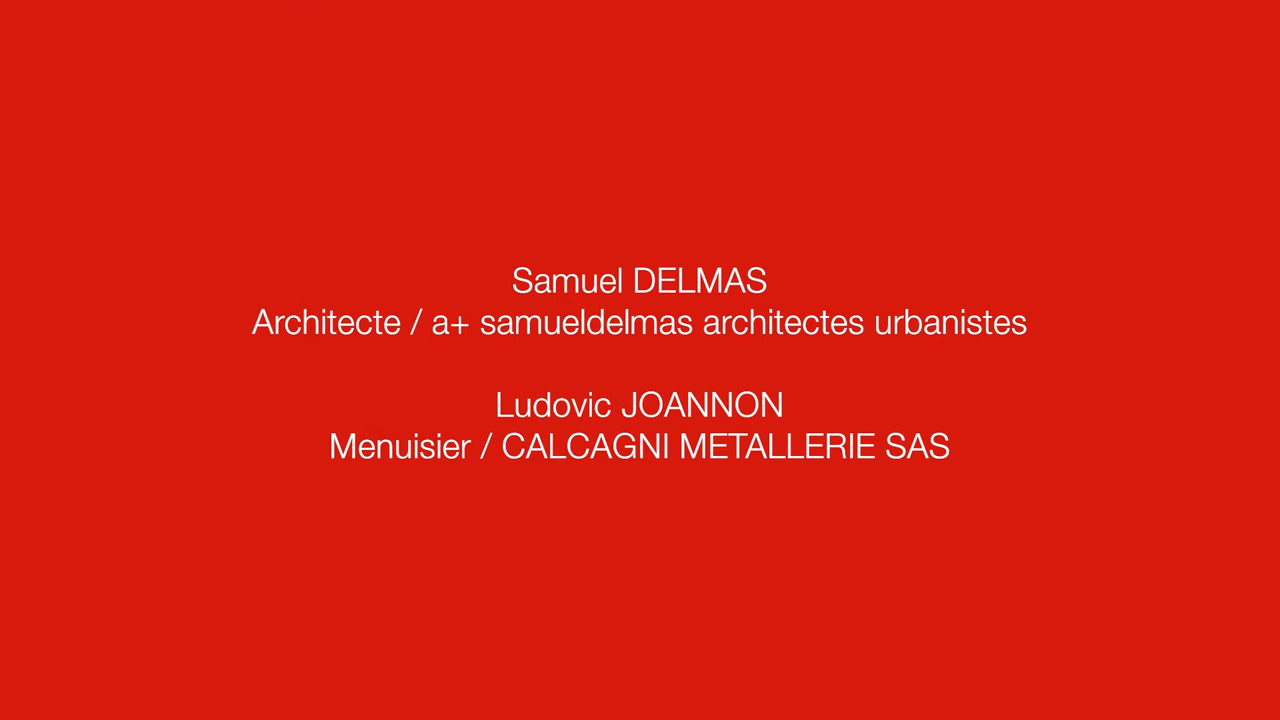 Samuel DELMAS
Architecte / a+ samueldelmas architectes urbanistes
Ludovic JOANNON
Menuisier / CALCAGNI METALLERIE SAS